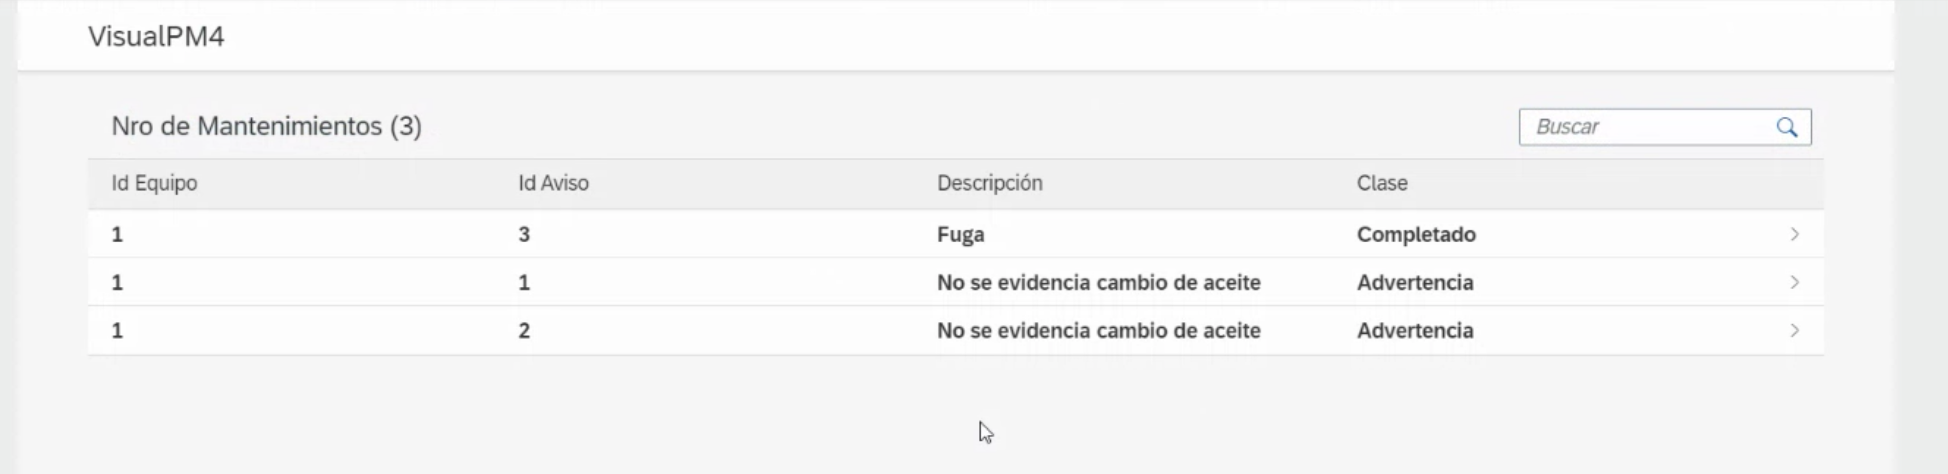 VisualPM4
Nro de Mantenimientos (3)
Buscar
Id Equipo Id Aviso Descripción Clase
1 3 Fuga Completado
1 1 No se evidencia cambio de aceite Advertencia
1 2 No se evidencia cambio de aceite Advertencia